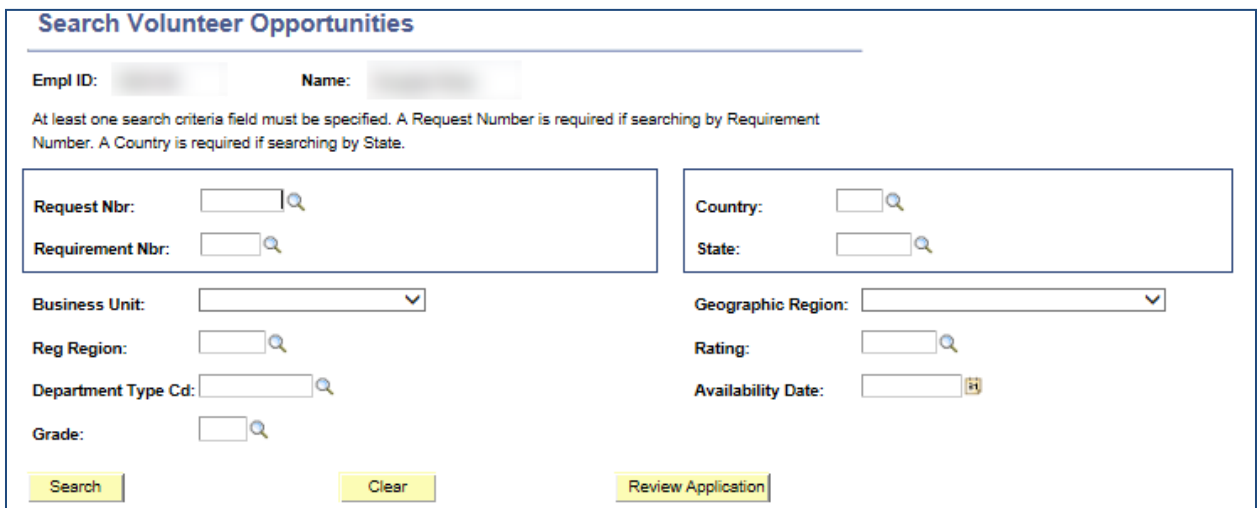 Search Volunteer Opportunities
Empl ID: Name:
At least one search criteria field must be specified. A Request Number is required if searching by Requirement
Number. A Country is required if searching by State.
Request Nbr: Country:
Requirement Nbr: State:
Business Unit: Geographic Region:
Reg Region: Rating:
Department Type Cd: Availability Date:
Grade:
Search Clear Review Application